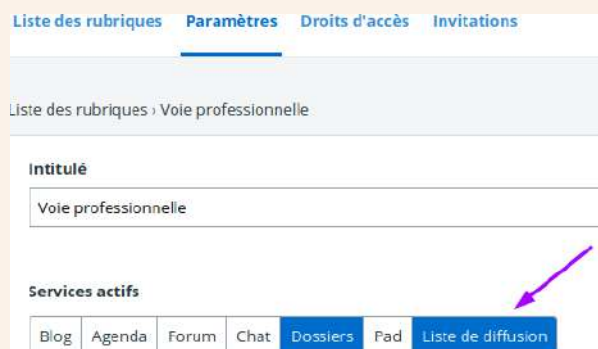 Liste des rubriques Paramètres Droits d'accès Invitations
Liste des rubriques › Voie professionnelle
Intitulé
Voie professionnelle
Services actifs
Blog Agenda Forum Chat Dossiers Pad Liste de diffusion